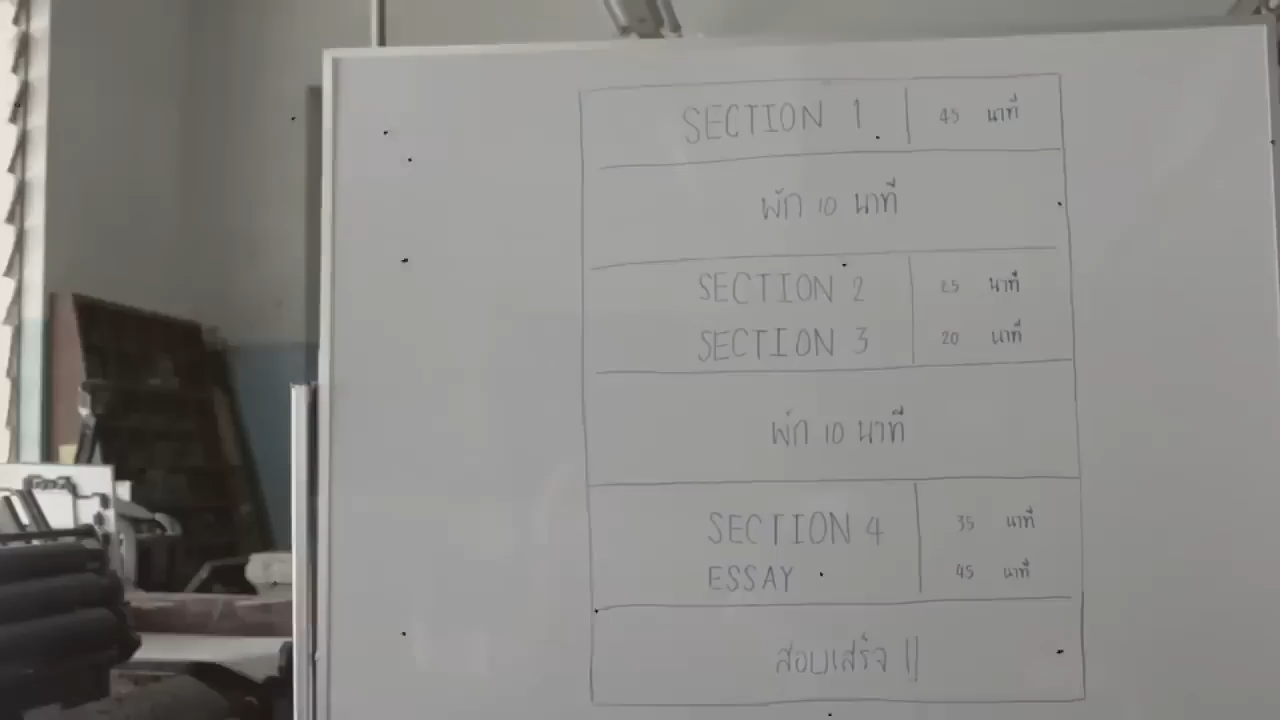 SECTION 1 45 นาที
พัก 10 นาที
SECTION 2 25 นาที
SECTION 3 20 นาที
พัก 10 นาที
SECTION 4 35 นาที
ESSAY 45 นาที
สอบเสร็จ !!